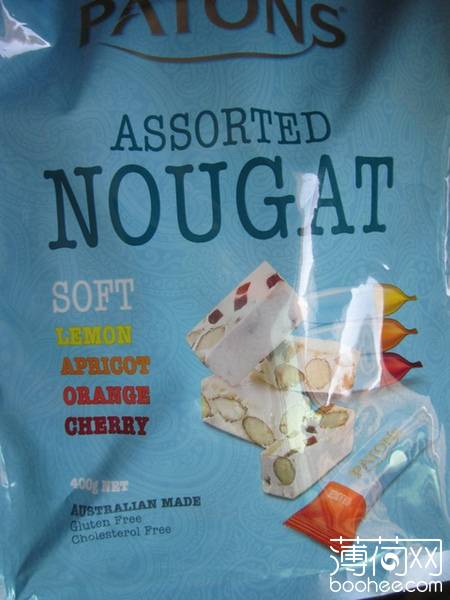 PATONS®
ASSORTED
NOUGAT
SOFT
LEMON
APRICOT
ORANGE
CHERRY
400g NET
AUSTRALIAN MADE
Gluten Free
Cholesterol Free
PATONS
薄荷网
boohee.com